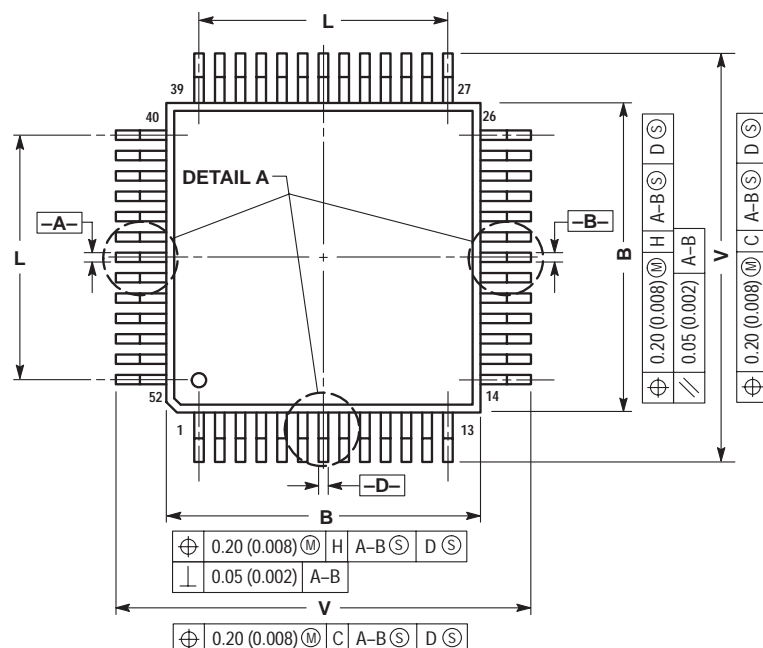 L
39
27
40
26
DETAIL A
–A–
–B–
L
B
V
⌖ 0.20 (0.008) Ⓜ H A–B Ⓢ D Ⓢ
// 0.05 (0.002) A–B
⌖ 0.20 (0.008) Ⓜ C A–B Ⓢ D Ⓢ
52
14
1
13
–D–
B
⌖ 0.20 (0.008) Ⓜ H A–B Ⓢ D Ⓢ
⊥ 0.05 (0.002) A–B
V
⌖ 0.20 (0.008) Ⓜ C A–B Ⓢ D Ⓢ